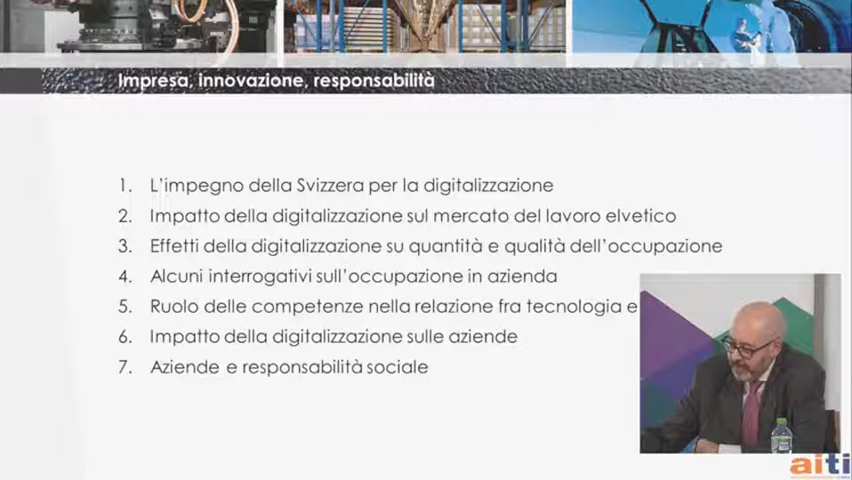 Impresa, innovazione, responsabilità
1. L'impegno della Svizzera per la digitalizzazione
2. Impatto della digitalizzazione sul mercato del lavoro elvetico
3. Effetti della digitalizzazione su quantità e qualità dell'occupazione
4. Alcuni interrogativi sull'occupazione in azienda
5. Ruolo delle competenze nella relazione fra tecnologia e
6. Impatto della digitalizzazione sulle aziende
7. Aziende e responsabilità sociale
aiti